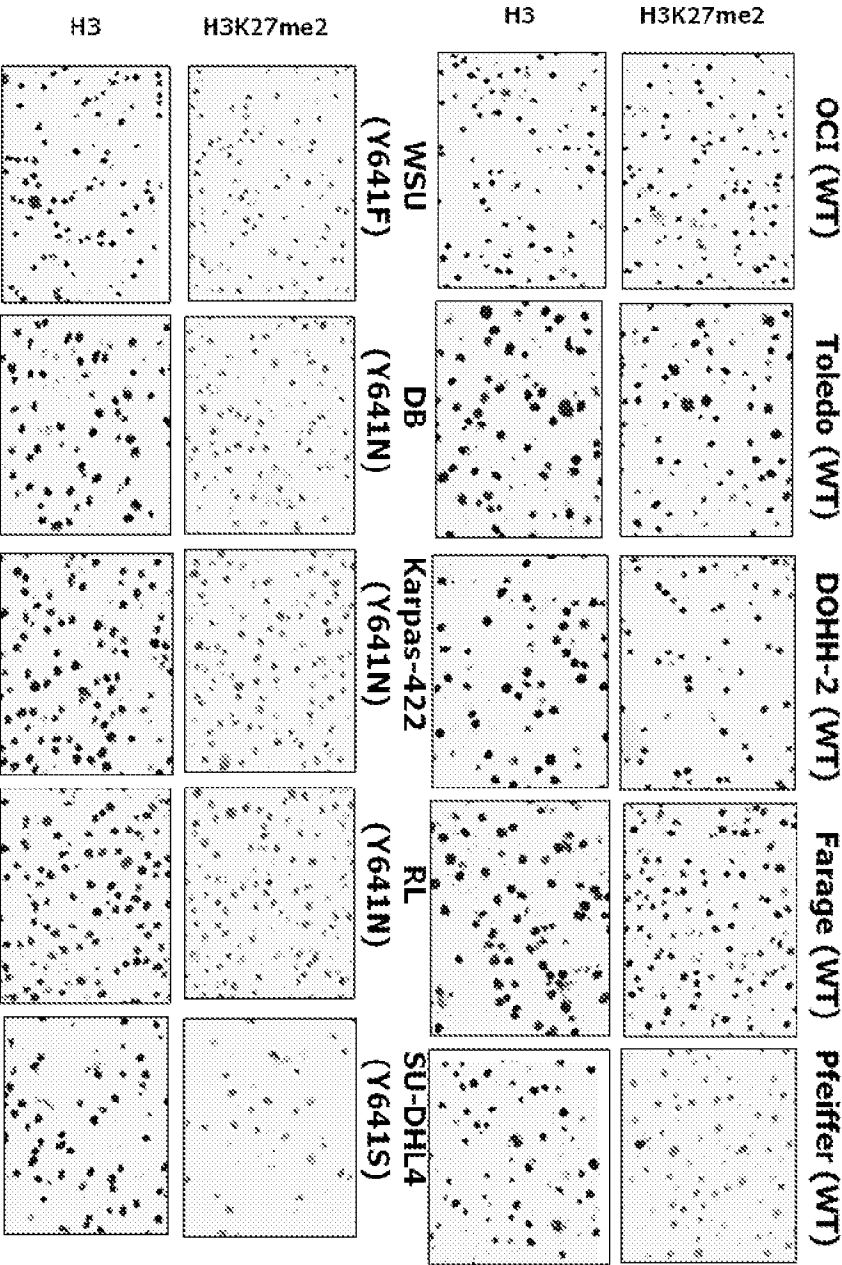 OCI (WT)
Toledo (WT)
DOHH-2 (WT)
Farage (WT)
Pfeiffer (WT)
H3K27me2
H3
WSU
(Y641F)
DB
(Y641N)
Karpas-422
(Y641N)
RL
(Y641N)
SU-DHL4
(Y641S)
H3K27me2
H3